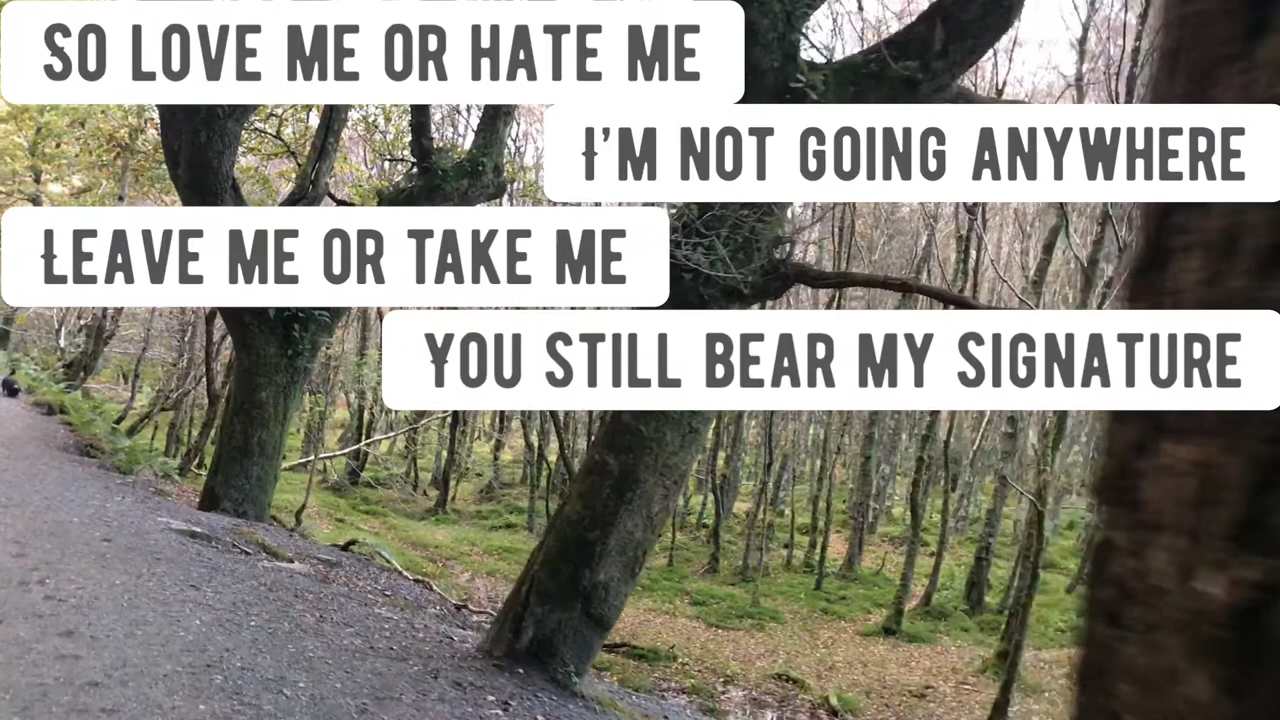 So love me or hate me
I'm not going anywhere
Leave me or take me
You still bear my signature